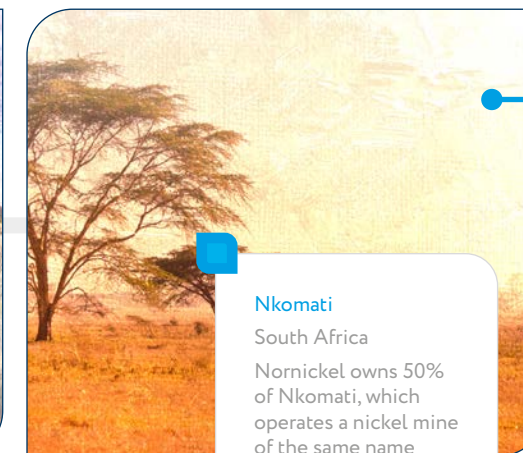 Nkomati
South Africa
Nornickel owns 50%
of Nkomati, which
operates a nickel mine
of the same name